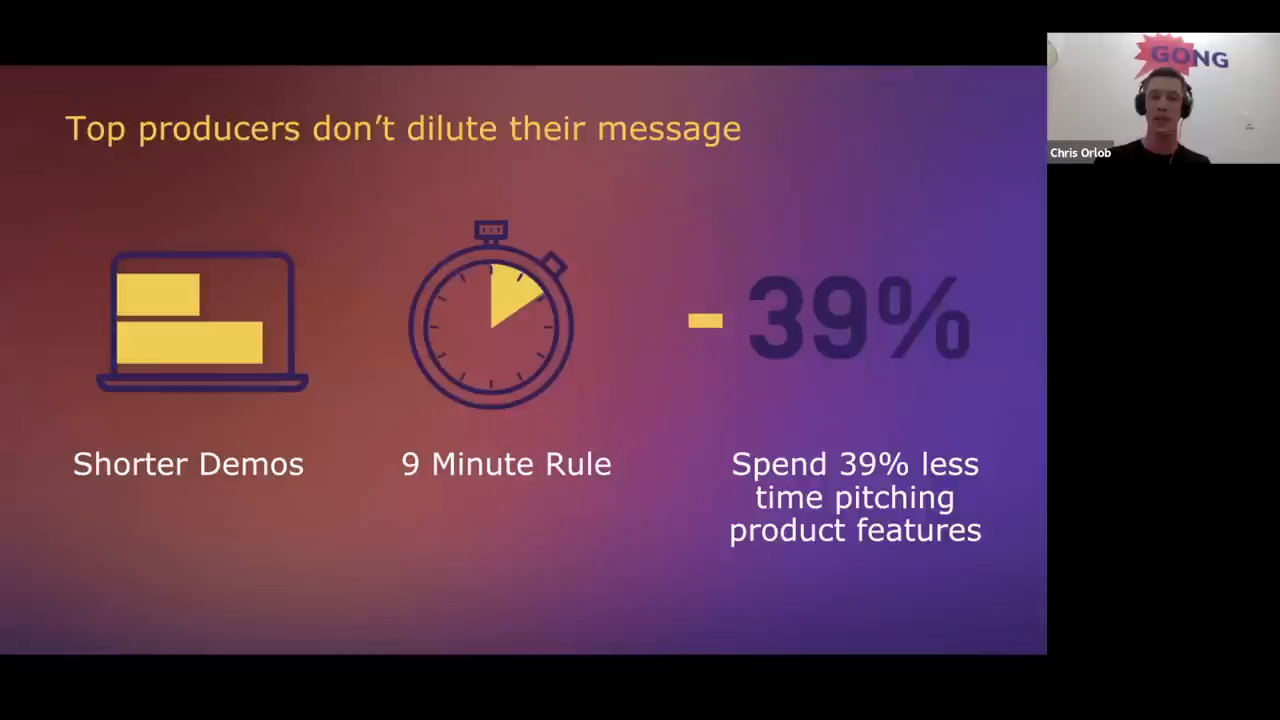 Top producers don't dilute their message
GONG
Chris Orlob
- 39%
Shorter Demos
9 Minute Rule
Spend 39% less
time pitching
product features